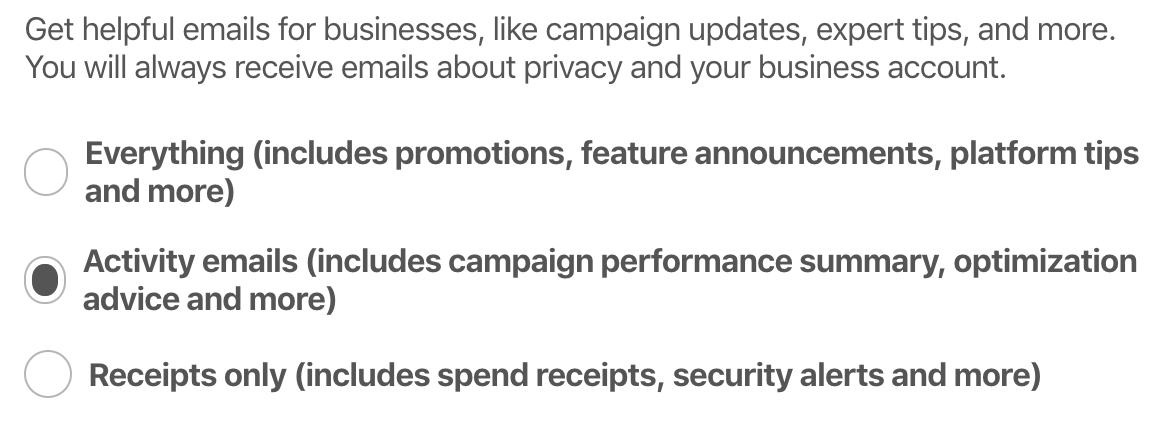 Get helpful emails for businesses, like campaign updates, expert tips, and more.
You will always receive emails about privacy and your business account.
Everything (includes promotions, feature announcements, platform tips
and more)
Activity emails (includes campaign performance summary, optimization
advice and more)
Receipts only (includes spend receipts, security alerts and more)